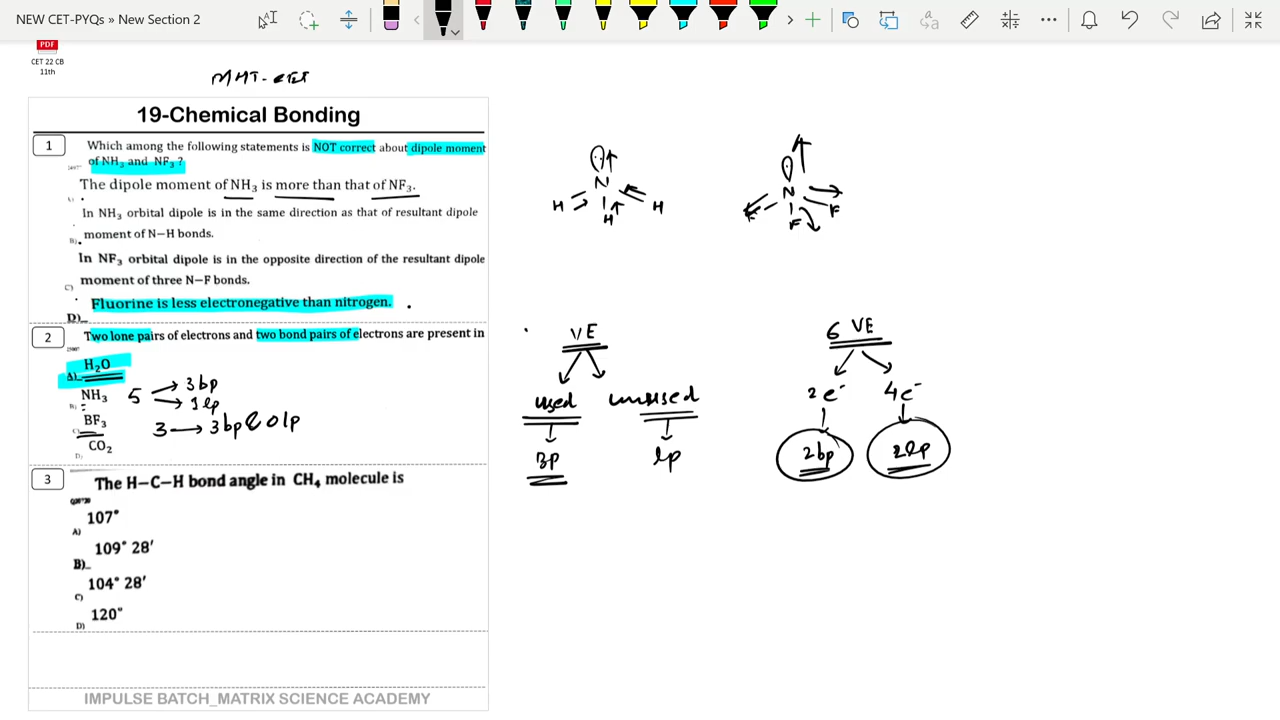 NEW CET-PYQs » New Section 2
PDF
CET 22 CB
11th
MHT-CET
19-Chemical Bonding
1
Which among the following statements is NOT correct about dipole moment
of NH₃ and NF₃ ?
The dipole moment of NH₃ is more than that of NF₃.
In NH₃ orbital dipole is in the same direction as that of resultant dipole
B)
moment of N–H bonds.
In NF₃ orbital dipole is in the opposite direction of the resultant dipole
moment of three N–F bonds.
C)
Fluorine is less electronegative than nitrogen.
D)
2
Two lone pairs of electrons and two bond pairs of electrons are present in
H₂O
A)
NH₃
5 → 3bp
→ 1lp
BF₃
3 → 3bp & 0lp
CO₂
D)
3
The H–C–H bond angle in CH₄ molecule is
107°
A)
109° 28′
B)
104° 28′
C)
120°
D)
IMPULSE BATCH_MATRIX SCIENCE ACADEMY
N
H
H
H
N
F
F
F
VE
used
unused
BP
lp
6 VE
2e⁻
4e⁻
2bp
2lp